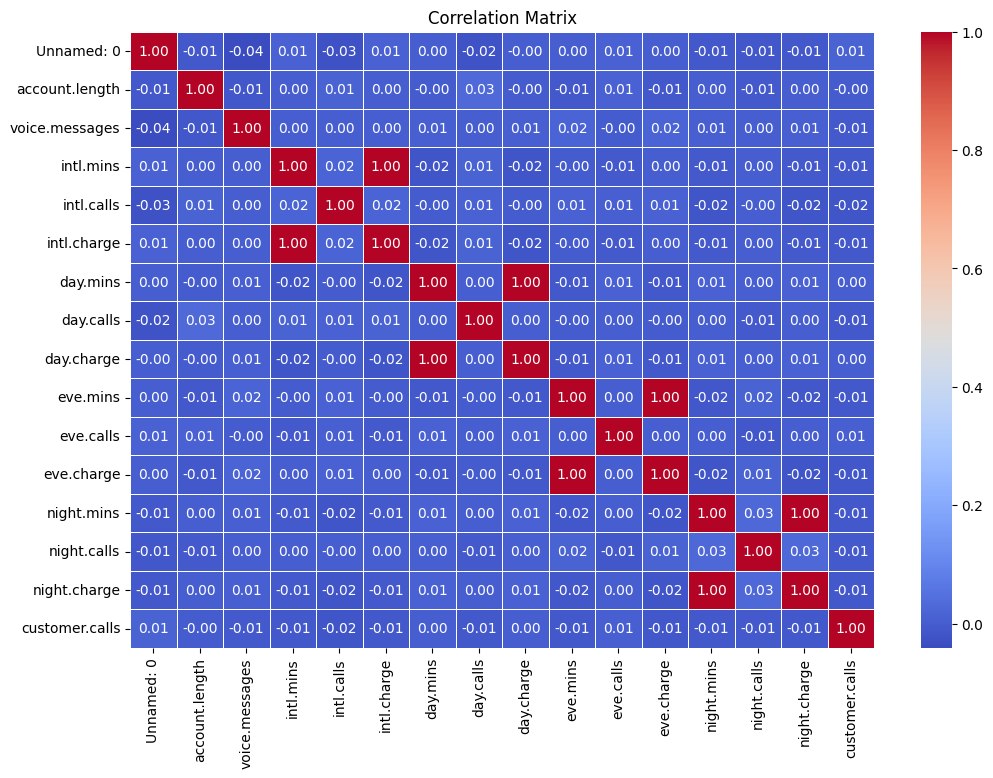 Correlation Matrix
Unnamed: 0 1.00 -0.01 -0.04 0.01 -0.03 0.01 0.00 -0.02 -0.00 0.00 0.01 0.00 -0.01 -0.01 -0.01 0.01
account.length -0.01 1.00 -0.01 0.00 0.01 0.00 -0.00 0.03 -0.00 -0.01 0.01 -0.01 0.00 -0.01 0.00 -0.00
voice.messages -0.04 -0.01 1.00 0.00 0.00 0.00 0.01 0.00 0.01 0.02 -0.00 0.02 0.01 0.00 0.01 -0.01
intl.mins 0.01 0.00 0.00 1.00 0.02 1.00 -0.02 0.01 -0.02 -0.00 -0.01 0.00 -0.01 0.00 -0.01 -0.01
intl.calls -0.03 0.01 0.00 0.02 1.00 0.02 -0.00 0.01 -0.00 0.01 0.01 0.01 -0.02 -0.00 -0.02 -0.02
intl.charge 0.01 0.00 0.00 1.00 0.02 1.00 -0.02 0.01 -0.02 -0.00 -0.01 0.00 -0.01 0.00 -0.01 -0.01
day.mins 0.00 -0.00 0.01 -0.02 -0.00 -0.02 1.00 0.00 1.00 -0.01 0.01 -0.01 0.01 0.00 0.01 0.00
day.calls -0.02 0.03 0.00 0.01 0.01 0.01 0.00 1.00 0.00 -0.00 0.00 -0.00 0.00 -0.01 0.00 -0.01
day.charge -0.00 -0.00 0.01 -0.02 -0.00 -0.02 1.00 0.00 1.00 -0.01 0.01 -0.01 0.01 0.00 0.01 0.00
eve.mins 0.00 -0.01 0.02 -0.00 0.01 -0.00 -0.01 -0.00 -0.01 1.00 0.00 1.00 -0.02 0.02 -0.02 -0.01
eve.calls 0.01 0.01 -0.00 -0.01 0.01 -0.01 0.01 0.00 0.01 0.00 1.00 0.00 0.00 -0.01 0.00 0.01
eve.charge 0.00 -0.01 0.02 0.00 0.01 0.00 -0.01 -0.00 -0.01 1.00 0.00 1.00 -0.02 0.01 -0.02 -0.01
night.mins -0.01 0.00 0.01 -0.01 -0.02 -0.01 0.01 0.00 0.01 -0.02 0.00 -0.02 1.00 0.03 1.00 -0.01
night.calls -0.01 -0.01 0.00 0.00 -0.00 0.00 0.00 -0.01 0.00 0.02 -0.01 0.01 0.03 1.00 0.03 -0.01
night.charge -0.01 0.00 0.01 -0.01 -0.02 -0.01 0.01 0.00 0.01 -0.02 0.00 -0.02 1.00 0.03 1.00 -0.01
customer.calls 0.01 -0.00 -0.01 -0.01 -0.02 -0.01 0.00 -0.01 0.00 -0.01 0.01 -0.01 -0.01 -0.01 -0.01 1.00
Unnamed: 0 account.length voice.messages intl.mins intl.calls intl.charge day.mins day.calls day.charge eve.mins eve.calls eve.charge night.mins night.calls night.charge customer.calls
1.0
0.8
0.6
0.4
0.2
0.0